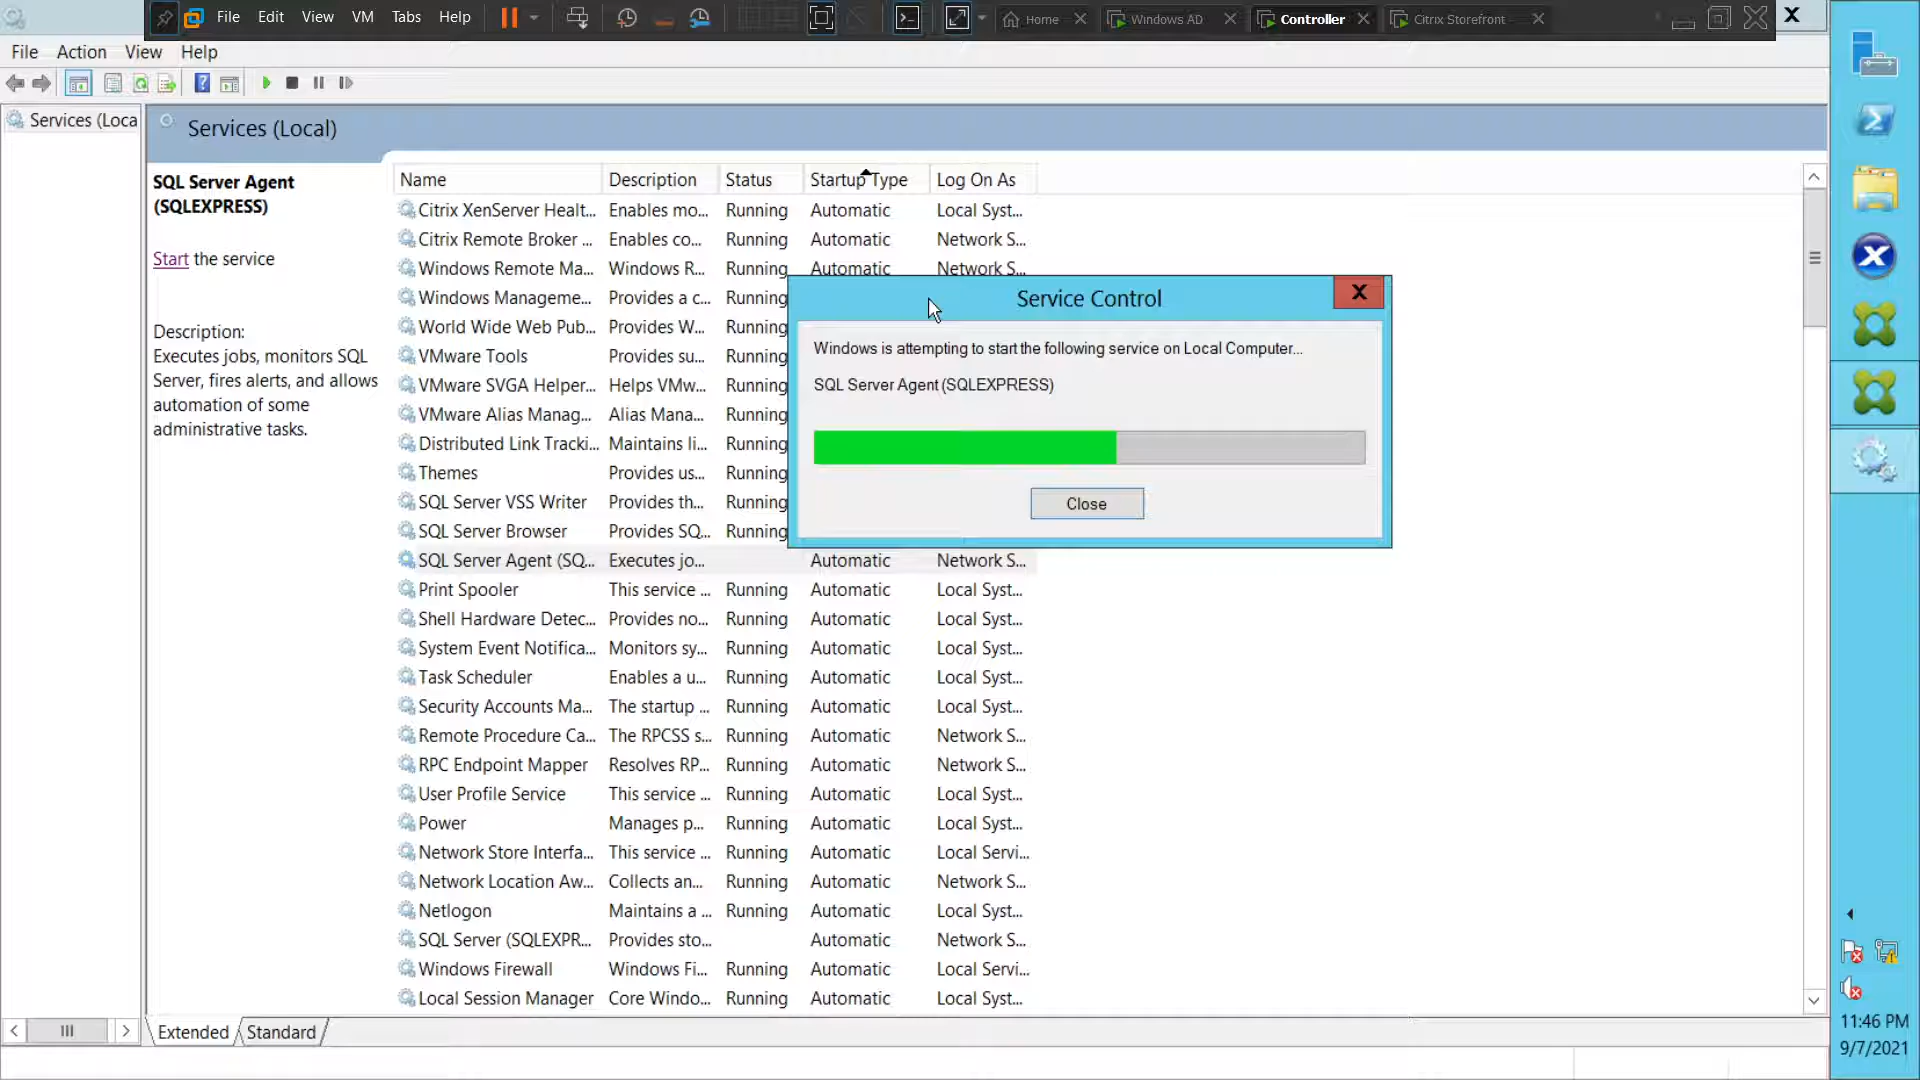 File Edit View VM Tabs Help
Home
Windows AD
Controller
Citrix Storefront
X
File Action View Help
Services (Loca
Services (Local)
SQL Server Agent
(SQLEXPRESS)
Start the service
Description:
Executes jobs, monitors SQL
Server, fires alerts, and allows
automation of some
administrative tasks.
Name Description Status Startup Type Log On As
Citrix XenServer Healt... Enables mo... Running Automatic Local Syst...
Citrix Remote Broker ... Enables co... Running Automatic Network S...
Windows Remote Ma... Windows R... Running Automatic Network S...
Windows Manageme... Provides a c... Running
World Wide Web Pub... Provides W... Running
VMware Tools Provides su... Running
VMware SVGA Helper... Helps VMw... Running
VMware Alias Manag... Alias Mana... Running
Distributed Link Tracki... Maintains li... Running
Themes Provides us... Running
SQL Server VSS Writer Provides th... Running
SQL Server Browser Provides SQ... Running
SQL Server Agent (SQ... Executes jo... Automatic Network S...
Print Spooler This service ... Running Automatic Local Syst...
Shell Hardware Detec... Provides no... Running Automatic Local Syst...
System Event Notifica... Monitors sy... Running Automatic Local Syst...
Task Scheduler Enables a u... Running Automatic Local Syst...
Security Accounts Ma... The startup ... Running Automatic Local Syst...
Remote Procedure Ca... The RPCSS s... Running Automatic Network S...
RPC Endpoint Mapper Resolves RP... Running Automatic Network S...
User Profile Service This service ... Running Automatic Local Syst...
Power Manages p... Running Automatic Local Syst...
Network Store Interfa... This service ... Running Automatic Local Servi...
Network Location Aw... Collects an... Running Automatic Network S...
Netlogon Maintains a ... Running Automatic Local Syst...
SQL Server (SQLEXPR... Provides sto... Automatic Network S...
Windows Firewall Windows Fi... Running Automatic Local Servi...
Local Session Manager Core Windo... Running Automatic Local Syst...
Service Control
X
Windows is attempting to start the following service on Local Computer...
SQL Server Agent (SQLEXPRESS)
Close
Extended Standard
11:46 PM
9/7/2021